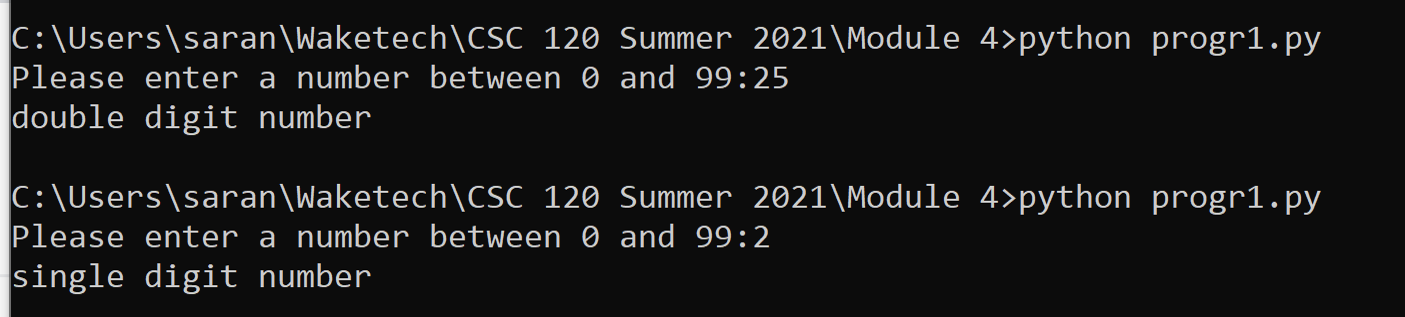 C:\Users\saran\Waketech\CSC 120 Summer 2021\Module 4>python progr1.py
Please enter a number between 0 and 99:25
double digit number
C:\Users\saran\Waketech\CSC 120 Summer 2021\Module 4>python progr1.py
Please enter a number between 0 and 99:2
single digit number